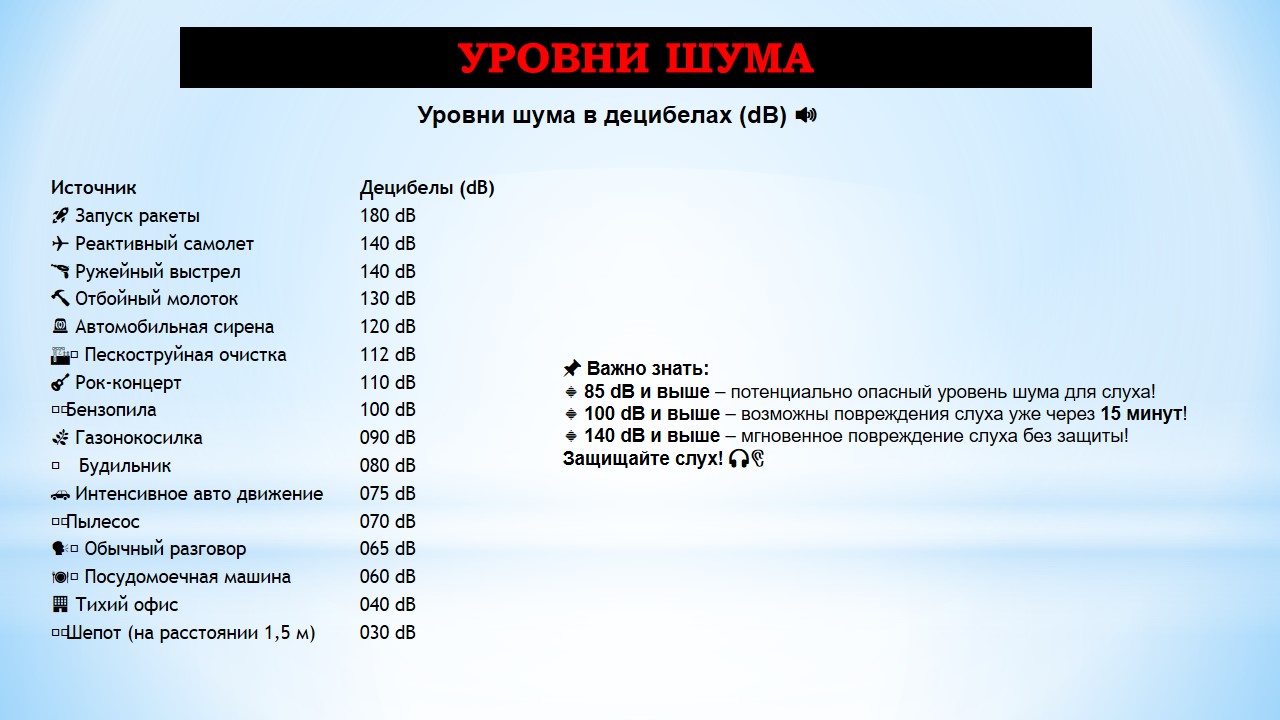 УРОВНИ ШУМА
Уровни шума в децибелах (dB) 🔊
Источник Децибелы (dB)
🚀 Запуск ракеты 180 dB
✈ Реактивный самолет 140 dB
🔫 Ружейный выстрел 140 dB
🔨 Отбойный молоток 130 dB
🚨 Автомобильная сирена 120 dB
🏭□ Пескоструйная очистка 112 dB
🎸 Рок-концерт 110 dB
□□Бензопила 100 dB
🌿 Газонокосилка 090 dB
□ Будильник 080 dB
🚗 Интенсивное авто движение 075 dB
□□Пылесос 070 dB
🗣□ Обычный разговор 065 dB
🍽□ Посудомоечная машина 060 dB
🏢 Тихий офис 040 dB
□□Шепот (на расстоянии 1,5 м) 030 dB
📌 Важно знать:
🔹 85 dB и выше – потенциально опасный уровень шума для слуха!
🔹 100 dB и выше – возможны повреждения слуха уже через 15 минут!
🔹 140 dB и выше – мгновенное повреждение слуха без защиты!
Защищайте слух! 🎧👂